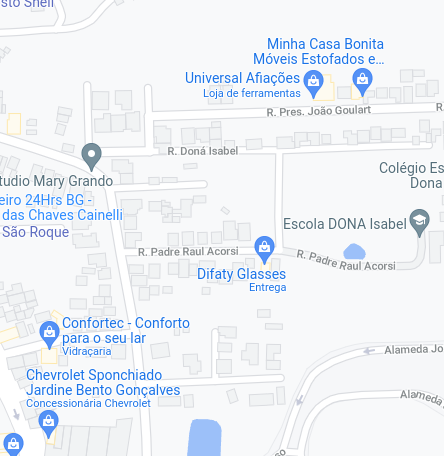 sto Shell
Minha Casa Bonita
Móveis Estofados e...
Universal Afiações
Loja de ferramentas
R. Pres. João Goulart
R.
R. Doná Isabel
Colégio Es
Dona
tudio Mary Grando
eiro 24Hrs BG -
das Chaves Cainelli
São Roque
Escola DONA Isabel
R. Padre Raul Acorsi
R. Padre Raul Acorsi
Difaty Glasses
Entrega
Confortec - Conforto
para o seu lar
Vidraçaria
Alameda Jo
Chevrolet Sponchiado
Jardine Bento Gonçalves
Concessionária Chevrolet
Alame